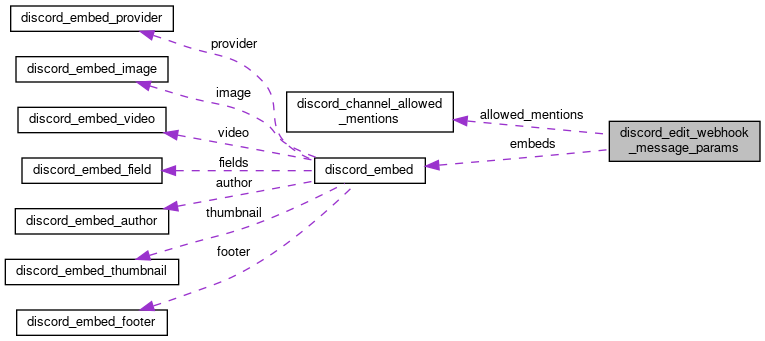 discord_embed_provider
provider
discord_embed_image
image
discord_channel_allowed
_mentions
allowed_mentions
discord_edit_webhook
_message_params
discord_embed_video
video
embeds
discord_embed_field
fields
discord_embed
author
discord_embed_author
thumbnail
footer
discord_embed_thumbnail
discord_embed_footer